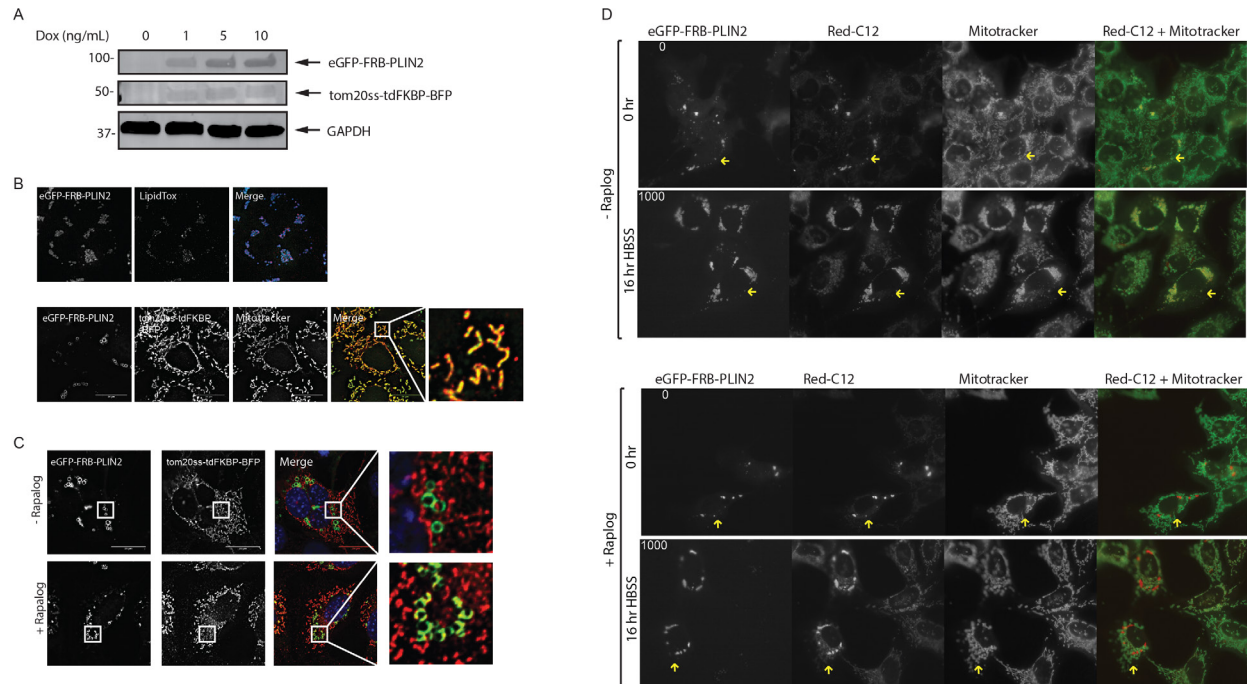 A
Dox (ng/mL) 0 1 5 10
100-
eGFP-FRB-PLIN2
50-
tom20ss-tdFKBP-BFP
37-
GAPDH
B
eGFP-FRB-PLIN2 LipidTox Merge
eGFP-FRB-PLIN2 tom20ss-tdFKBP Mitotracker Merge
-BFP
C
eGFP-FRB-PLIN2 tom20ss-tdFKBP-BFP Merge
- Rapalog
+ Rapalog
D
eGFP-FRB-PLIN2 Red-C12 Mitotracker Red-C12 + Mitotracker
0
0 hr
- Raplog
1000
16 hr HBSS
eGFP-FRB-PLIN2 Red-C12 Mitotracker Red-C12 + Mitotracker
0
0 hr
+ Raplog
1000
16 hr HBSS